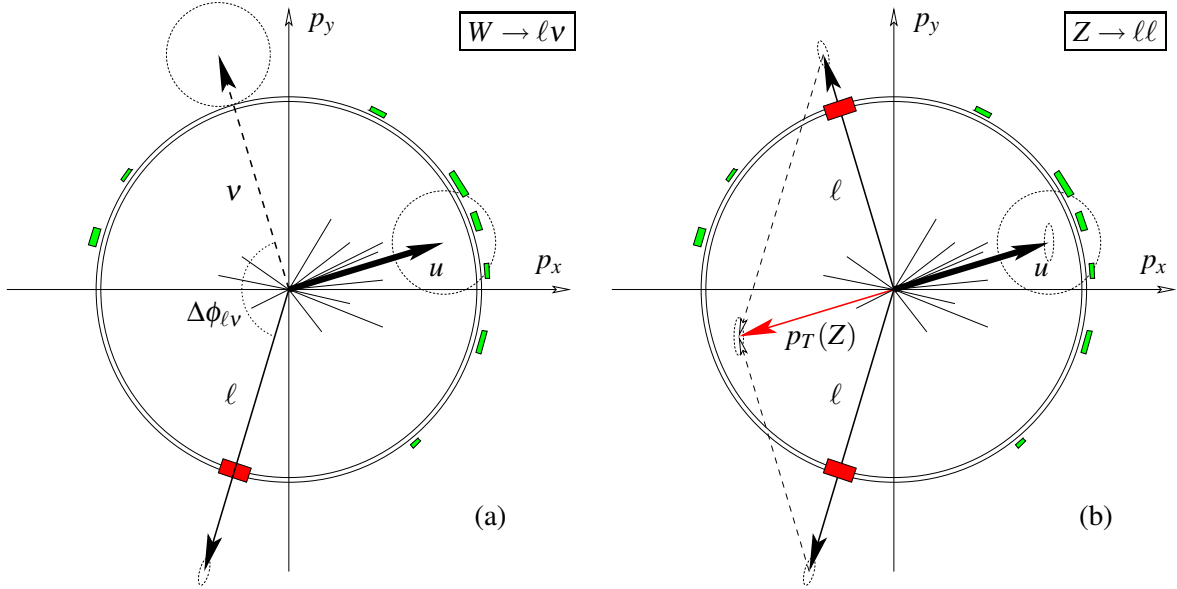 p_y
W → ℓν
ν
u
p_x
Δϕ_ℓν
ℓ
(a)
p_y
Z → ℓℓ
ℓ
u
p_x
p_T(Z)
ℓ
(b)